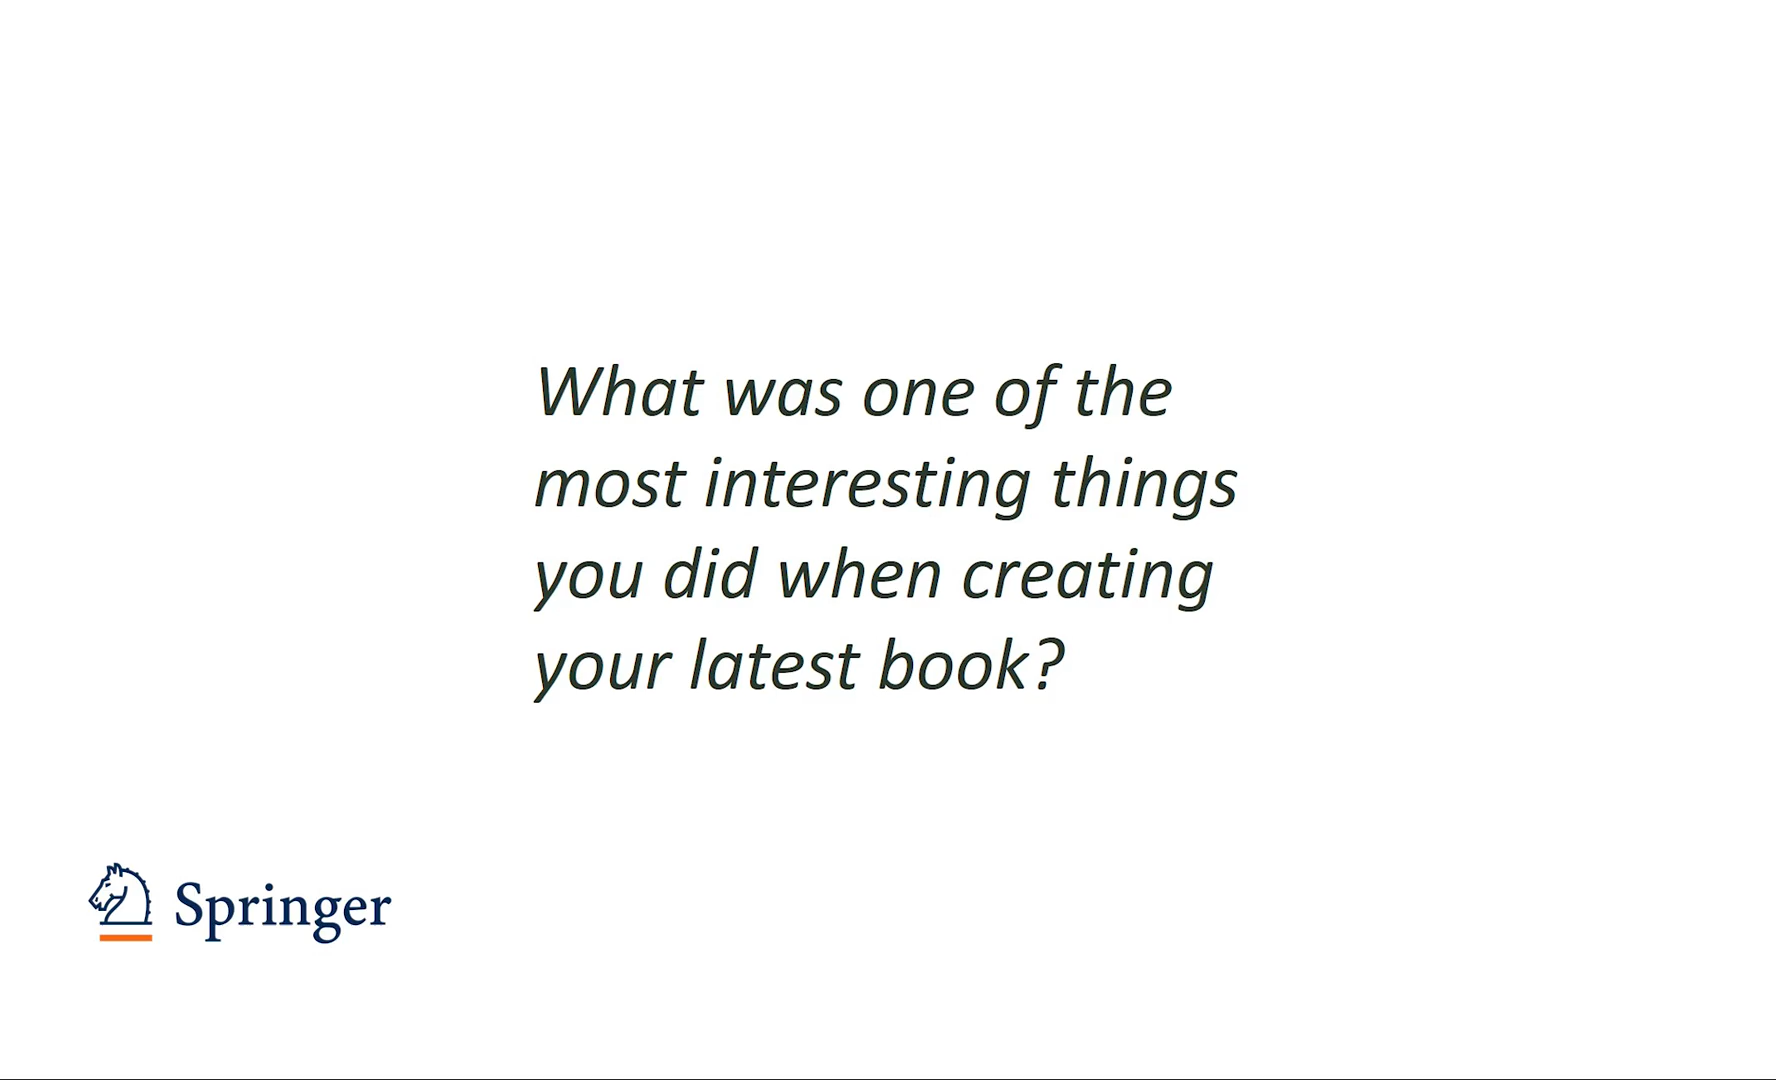 What was one of the
most interesting things
you did when creating
your latest book?
Springer